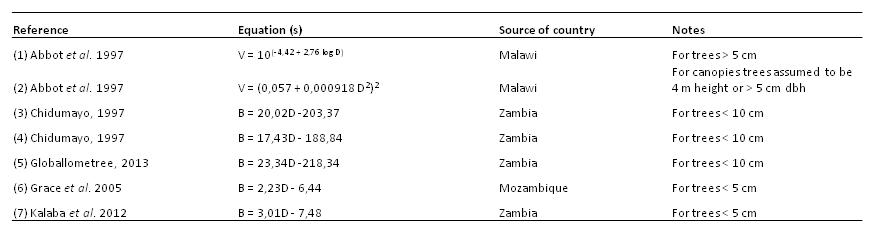 Reference Equation (s) Source of country Notes
(1) Abbot et al. 1997 V = 10(-4,42 + 2,76 log D) Malawi For trees > 5 cm
For canopies trees assumed to be
(2) Abbot et al. 1997 V = (0,057 + 0,000918 D2)2 Malawi 4 m height or > 5 cm dbh
(3) Chidumayo, 1997 B = 20,02D -203,37 Zambia For trees < 10 cm
(4) Chidumayo, 1997 B = 17,43D - 188,84 Zambia For trees < 10 cm
(5) Globallometree, 2013 B = 23,34D -218,34 Zambia For trees < 10 cm
(6) Grace et al. 2005 B = 2,23D - 6,44 Mozambique For trees < 5 cm
(7) Kalaba et al. 2012 B = 3,01D - 7,48 Zambia For trees < 5 cm